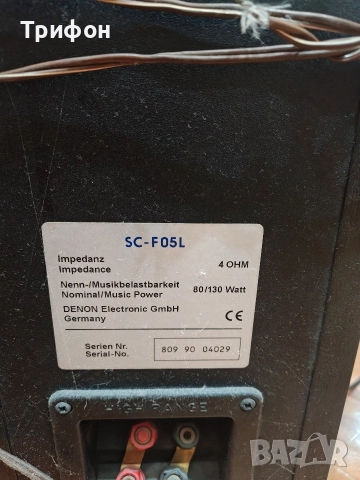 Трифон
SC-F05L
Impedanz
Impedance 4 OHM
Nenn-/Musikbelastbarkeit
Nominal/Music Power 80/130 Watt
DENON Electronic GmbH
Germany CE
Serien Nr.
Serial-No. 809 90 04029
HIGH RANGE
BAZAR